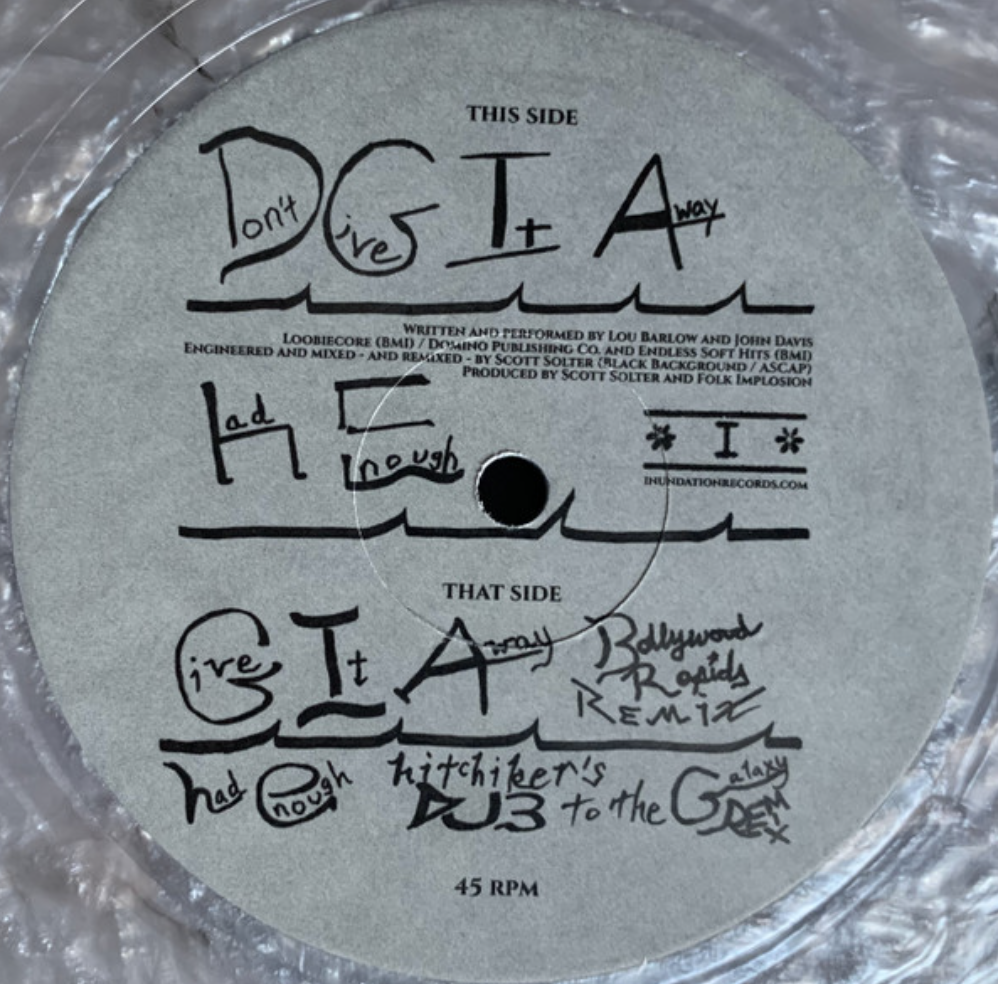 THIS SIDE
Don't Give It Away
WRITTEN AND PERFORMED BY LOU BARLOW AND JOHN DAVIS
LOOBIECORE (BMI) / DOMINO PUBLISHING CO. AND ENDLESS SOFT HITS (BMI)
ENGINEERED AND MIXED - AND REMIXED - BY SCOTT SOLTER (BLACK BACKGROUND / ASCAP)
PRODUCED BY SCOTT SOLTER AND FOLK IMPLOSION
Had Enough
* I *
INUNDATIONRECORDS.COM
THAT SIDE
Give It Away Bollywood
Rapids
REMIX
had enough hitchiker's
DJ3 to the Galaxy
REMEX
45 RPM